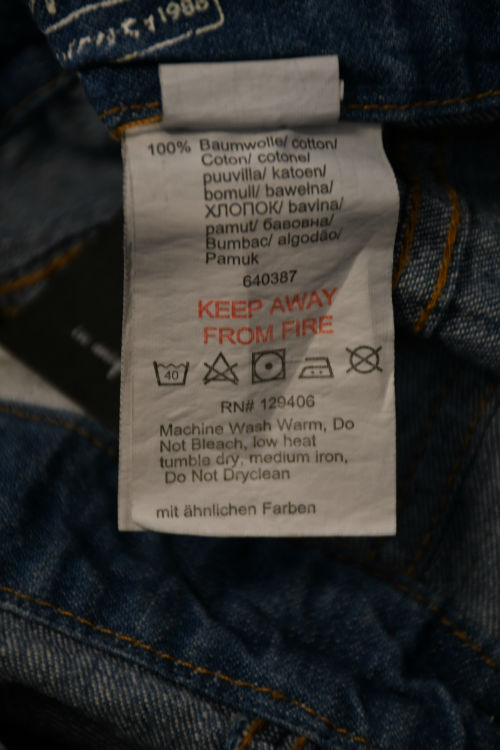 1988
100% Baumwolle/ cotton/
Coton/ cotone/
puuvilla/ katoen/
bomull/ bawełna/
ХЛОПОК/ bavlna/
pamut/ бавовна/
Bumbac/ algodão/
Pamuk
640387
KEEP AWAY
FROM FIRE
40
RN# 129406
Machine Wash Warm, Do
Not Bleach, low heat
tumble dry, medium iron,
Do Not Dryclean
mit ähnlichen Farben